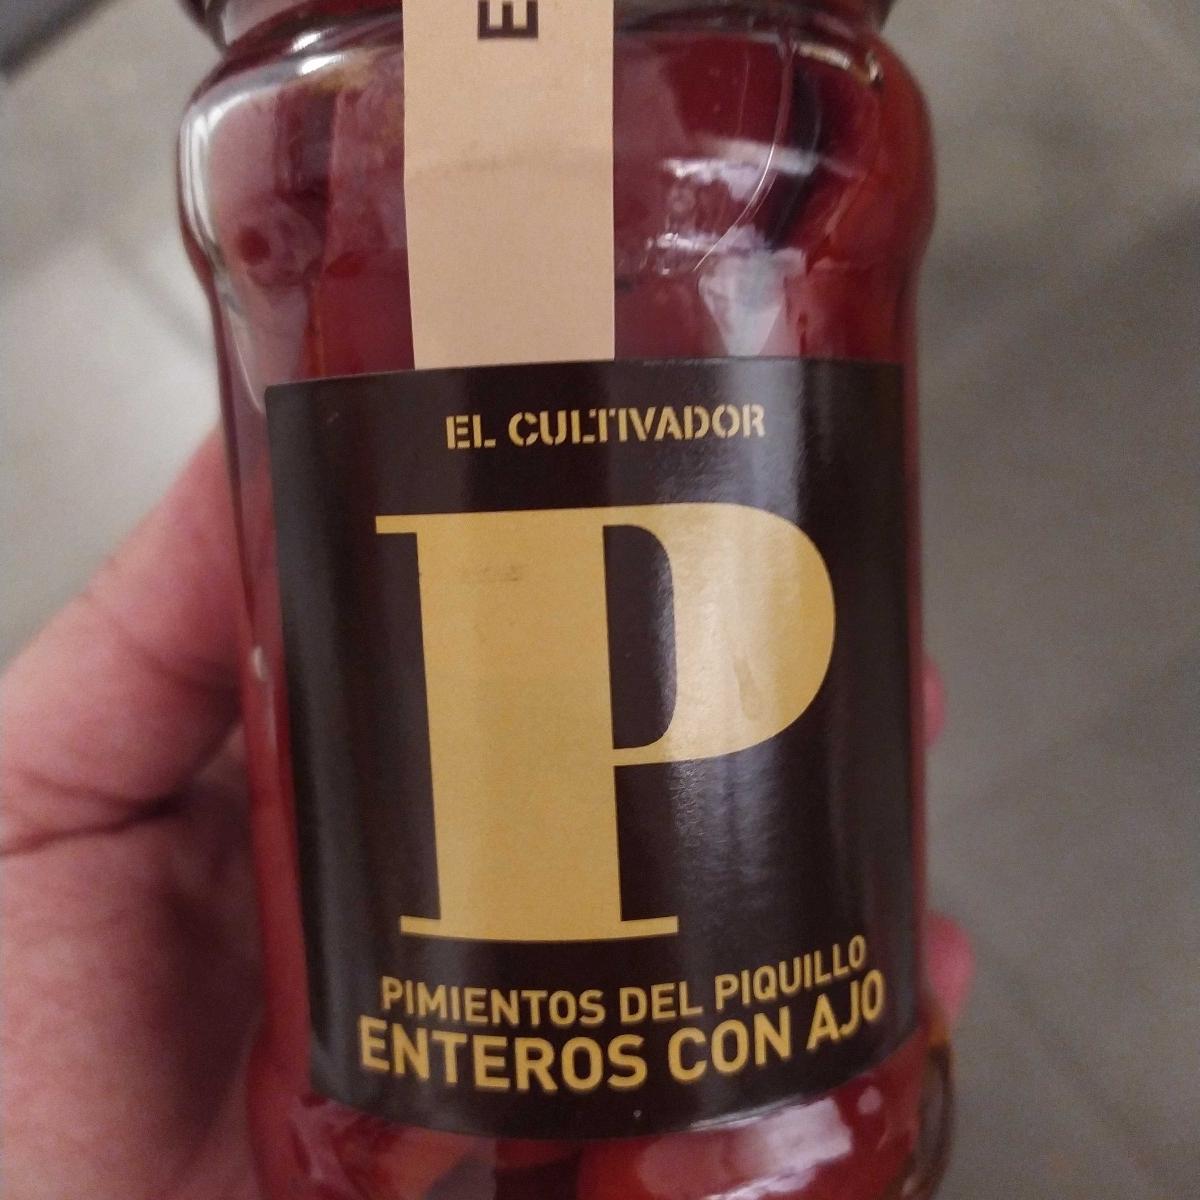 E
EL CULTIVADOR
P
PIMIENTOS DEL PIQUILLO
ENTEROS CON AJO